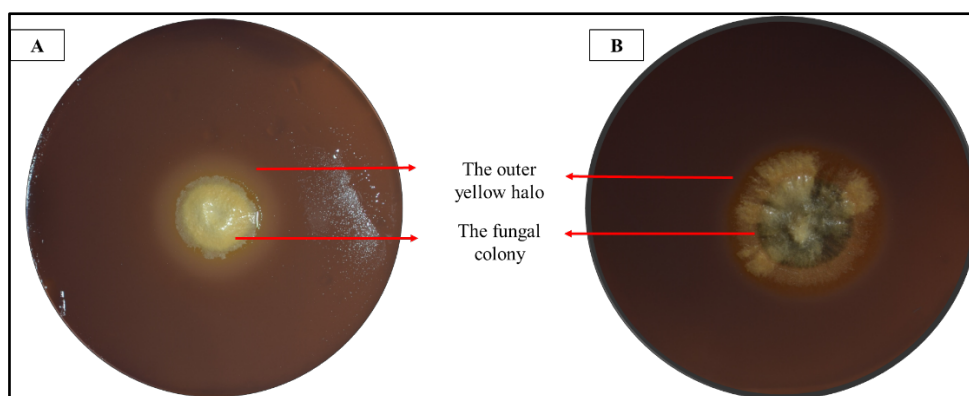 A
B
The outer
yellow halo
The fungal
colony